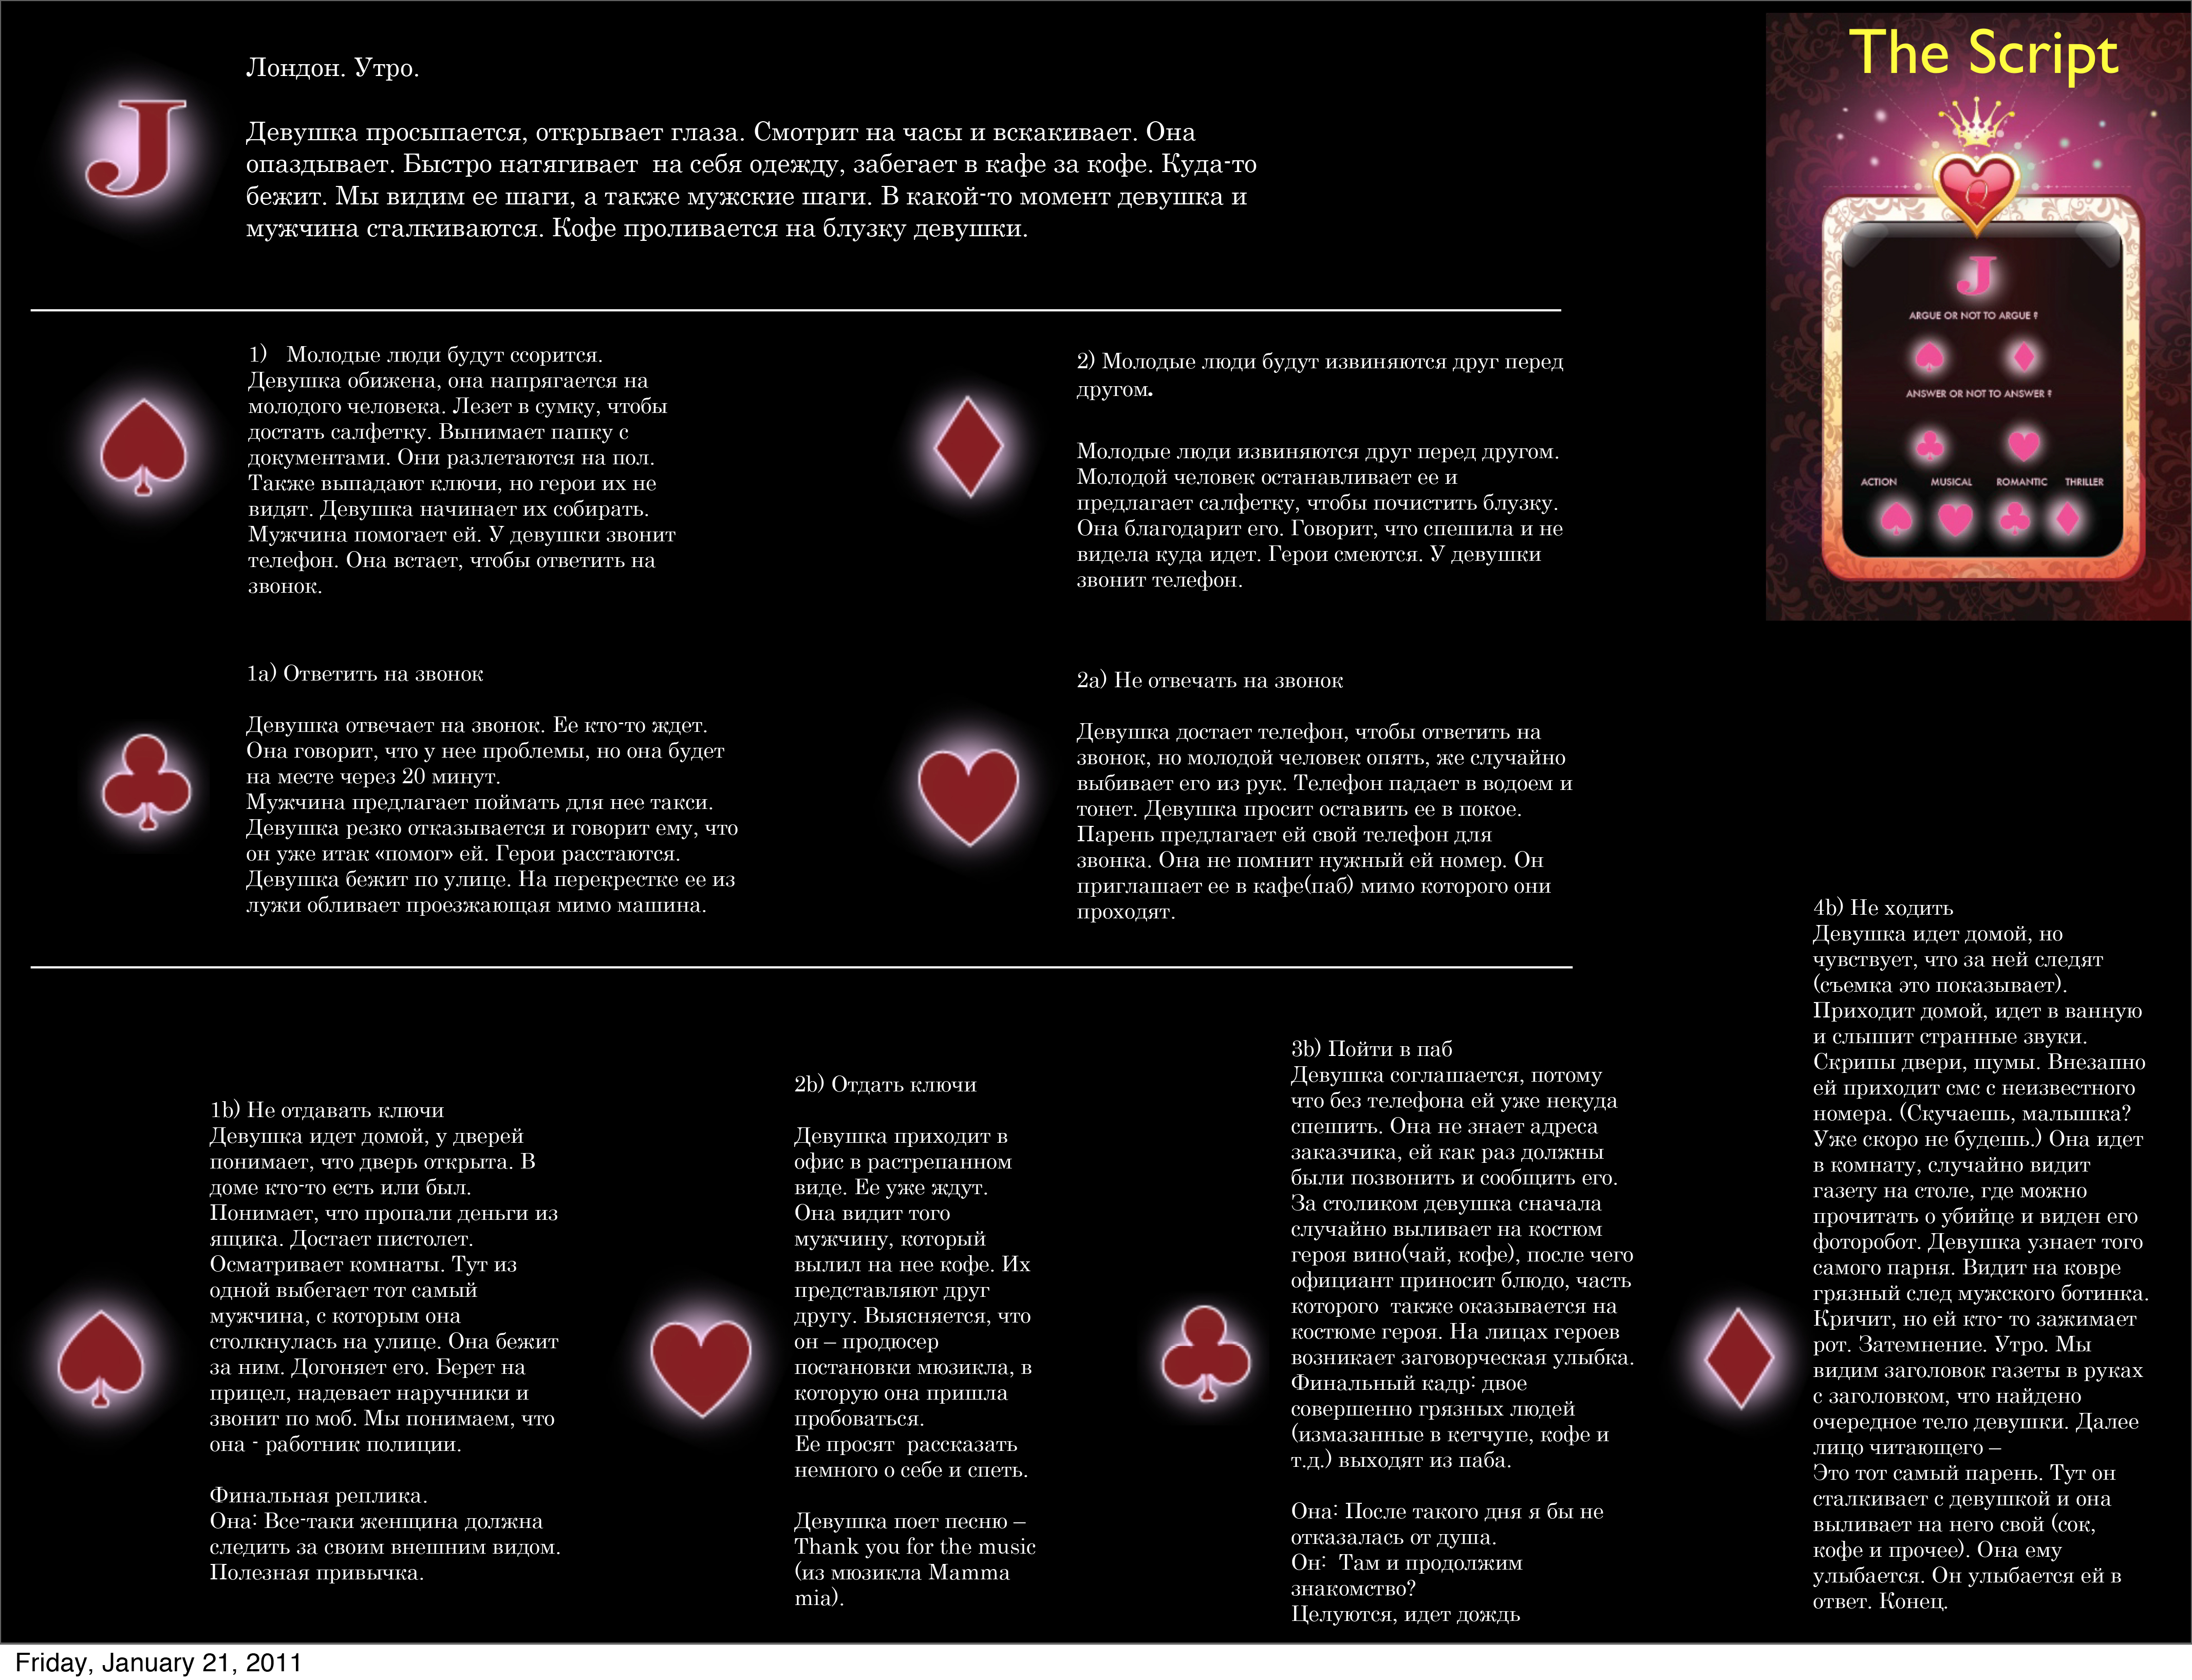 The Script
J
Лондон. Утро.
Девушка просыпается, открывает глаза. Смотрит на часы и вскакивает. Она
опаздывает. Быстро натягивает на себя одежду, забегает в кафе за кофе. Куда-то
бежит. Мы видим ее шаги, а также мужские шаги. В какой-то момент девушка и
мужчина сталкиваются. Кофе проливается на блузку девушки.
Q
J
ARGUE OR NOT TO ARGUE ?
ANSWER OR NOT TO ANSWER ?
ACTION MUSICAL ROMANTIC THRILLER
1) Молодые люди будут ссорится.
Девушка обижена, она напрягается на
молодого человека. Лезет в сумку, чтобы
достать салфетку. Вынимает папку с
документами. Они разлетаются на пол.
Также выпадают ключи, но герои их не
видят. Девушка начинает их собирать.
Мужчина помогает ей. У девушки звонит
телефон. Она встает, чтобы ответить на
звонок.
2) Молодые люди будут извиняются друг перед
другом.
Молодые люди извиняются друг перед другом.
Молодой человек останавливает ее и
предлагает салфетку, чтобы почистить блузку.
Она благодарит его. Говорит, что спешила и не
видела куда идет. Герои смеются. У девушки
звонит телефон.
1a) Ответить на звонок
Девушка отвечает на звонок. Ее кто-то ждет.
Она говорит, что у нее проблемы, но она будет
на месте через 20 минут.
Мужчина предлагает поймать для нее такси.
Девушка резко отказывается и говорит ему, что
он уже итак «помог» ей. Герои расстаются.
Девушка бежит по улице. На перекрестке ее из
лужи обливает проезжающая мимо машина.
2a) Не отвечать на звонок
Девушка достает телефон, чтобы ответить на
звонок, но молодой человек опять, же случайно
выбивает его из рук. Телефон падает в водоем и
тонет. Девушка просит оставить ее в покое.
Парень предлагает ей свой телефон для
звонка. Она не помнит нужный ей номер. Он
приглашает ее в кафе(паб) мимо которого они
проходят.
1b) Не отдавать ключи
Девушка идет домой, у дверей
понимает, что дверь открыта. В
доме кто-то есть или был.
Понимает, что пропали деньги из
ящика. Достает пистолет.
Осматривает комнаты. Тут из
одной выбегает тот самый
мужчина, с которым она
столкнулась на улице. Она бежит
за ним. Догоняет его. Берет на
прицел, надевает наручники и
звонит по моб. Мы понимаем, что
она - работник полиции.
Финальная реплика.
Она: Все-таки женщина должна
следить за своим внешним видом.
Полезная привычка.
2b) Отдать ключи
Девушка приходит в
офис в растрепанном
виде. Ее уже ждут.
Она видит того
мужчину, который
вылил на нее кофе. Их
представляют друг
другу. Выясняется, что
он – продюсер
постановки мюзикла, в
которую она пришла
пробоваться.
Ее просят рассказать
немного о себе и спеть.
Девушка поет песню –
Thank you for the music
(из мюзикла Mamma
mia).
3b) Пойти в паб
Девушка соглашается, потому
что без телефона ей уже некуда
спешить. Она не знает адреса
заказчика, ей как раз должны
были позвонить и сообщить его.
За столиком девушка сначала
случайно выливает на костюм
героя вино(чай, кофе), после чего
официант приносит блюдо, часть
которого также оказывается на
костюме героя. На лицах героев
возникает заговорческая улыбка.
Финальный кадр: двое
совершенно грязных людей
(измазанные в кетчупе, кофе и
т.д.) выходят из паба.
Она: После такого дня я бы не
отказалась от душа.
Он: Там и продолжим
знакомство?
Целуются, идет дождь
4b) Не ходить
Девушка идет домой, но
чувствует, что за ней следят
(съемка это показывает).
Приходит домой, идет в ванную
и слышит странные звуки.
Скрипы двери, шумы. Внезапно
ей приходит смс с неизвестного
номера. (Скучаешь, малышка?
Уже скоро не будешь.) Она идет
в комнату, случайно видит
газету на столе, где можно
прочитать о убийце и виден его
фоторобот. Девушка узнает того
самого парня. Видит на ковре
грязный след мужского ботинка.
Кричит, но ей кто- то зажимает
рот. Затемнение. Утро. Мы
видим заголовок газеты в руках
с заголовком, что найдено
очередное тело девушки. Далее
лицо читающего –
Это тот самый парень. Тут он
сталкивает с девушкой и она
выливает на него свой (сок,
кофе и прочее). Она ему
улыбается. Он улыбается ей в
ответ. Конец.
Friday, January 21, 2011